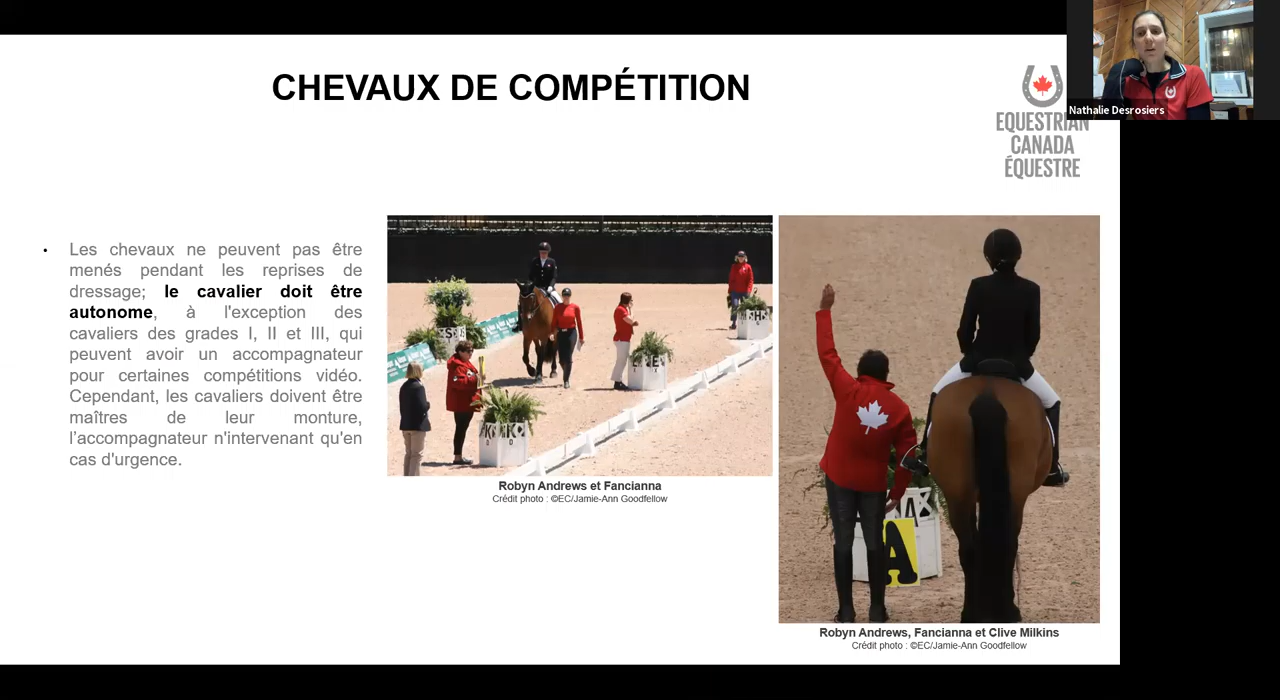 CHEVAUX DE COMPÉTITION
Nathalie Desrosiers
EQUESTRIAN
CANADA
ÉQUESTRE
• Les chevaux ne peuvent pas être
menés pendant les reprises de
dressage; le cavalier doit être
autonome, à l'exception des
cavaliers des grades I, II et III, qui
peuvent avoir un accompagnateur
pour certaines compétitions vidéo.
Cependant, les cavaliers doivent être
maîtres de leur monture,
l’accompagnateur n'intervenant qu'en
cas d'urgence.
Robyn Andrews et Fancianna
Crédit photo : ©EC/Jamie-Ann Goodfellow
A
Robyn Andrews, Fancianna et Clive Milkins
Crédit photo : ©EC/Jamie-Ann Goodfellow